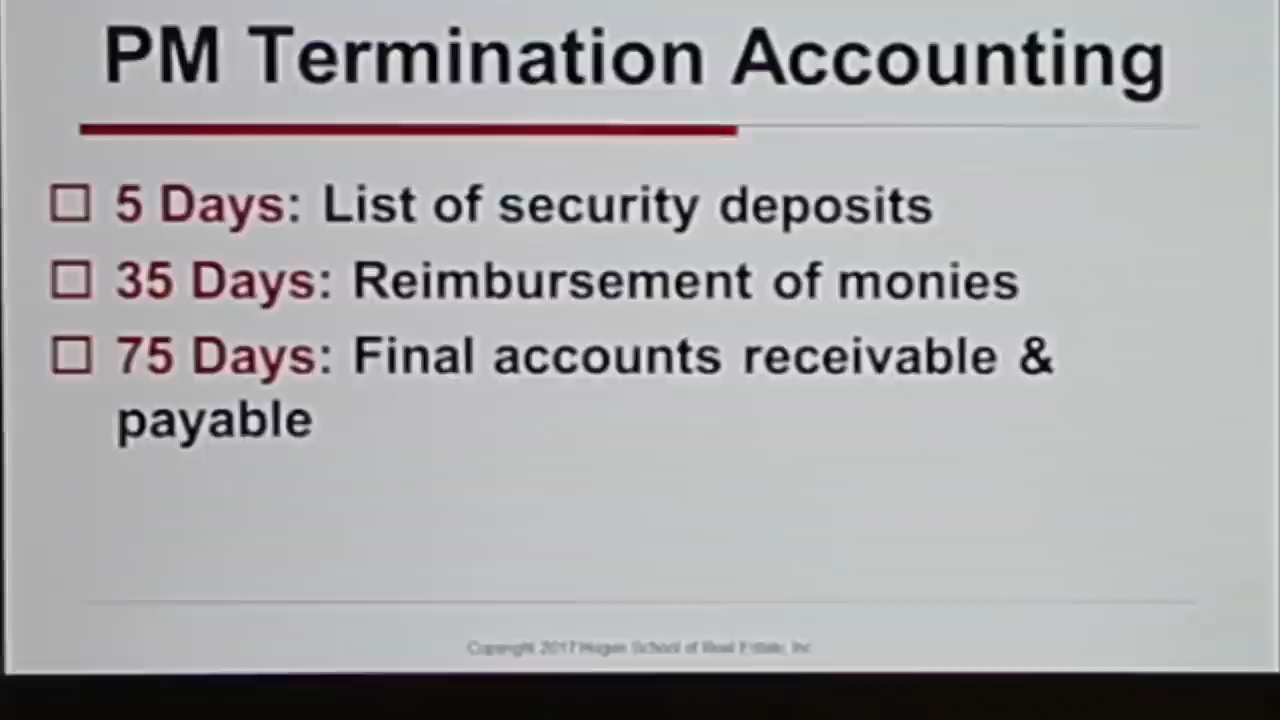 PM Termination Accounting
5 Days: List of security deposits
35 Days: Reimbursement of monies
75 Days: Final accounts receivable &
payable
Copyright 2017 Hogan School of Real Estate, Inc